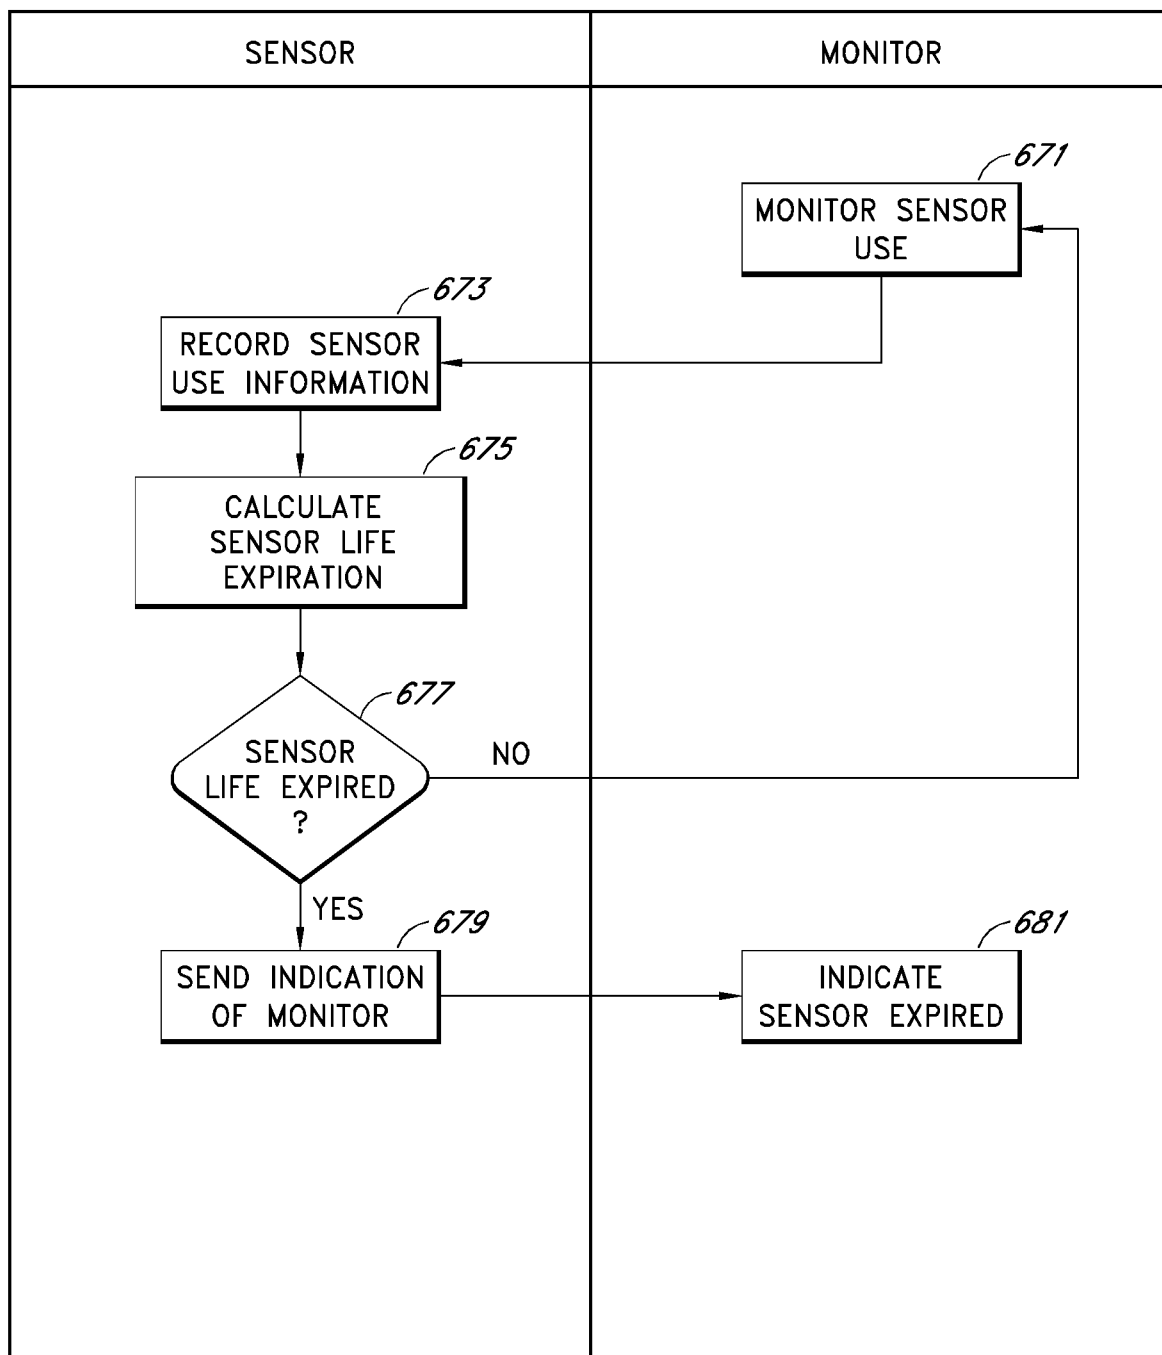 SENSOR
MONITOR
671
MONITOR SENSOR
USE
673
RECORD SENSOR
USE INFORMATION
675
CALCULATE
SENSOR LIFE
EXPIRATION
677
SENSOR
LIFE EXPIRED
?
NO
YES
679
SEND INDICATION
OF MONITOR
681
INDICATE
SENSOR EXPIRED